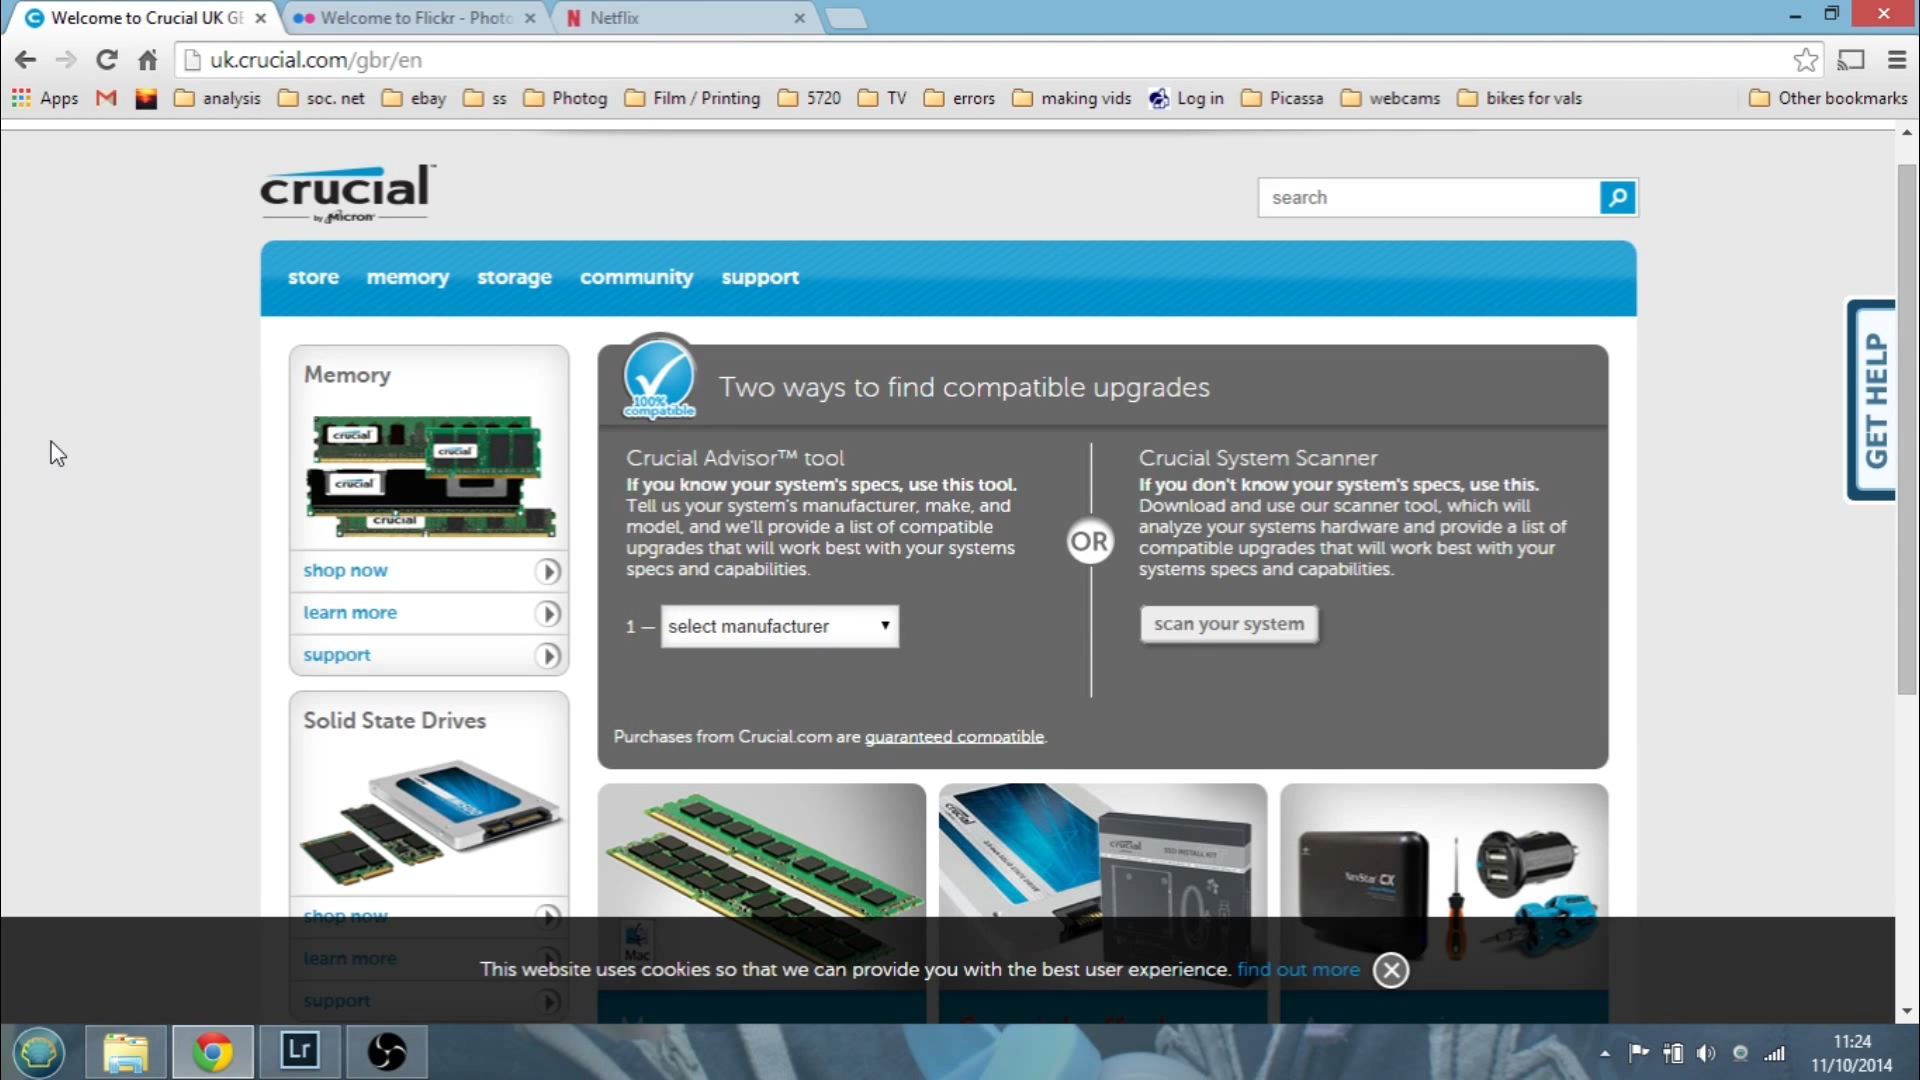 Welcome to Crucial UK GE
Welcome to Flickr - Photo
Netflix
uk.crucial.com/gbr/en
Apps
analysis
soc. net
ebay
ss
Photog
Film / Printing
5720
TV
errors
making vids
Log in
Picassa
webcams
bikes for vals
Other bookmarks
crucial™
by Micron
search
store
memory
storage
community
support
GET HELP
Memory
crucial
crucial
crucial
crucial
shop now
learn more
support
100%
compatible
Two ways to find compatible upgrades
Crucial Advisor™ tool
If you know your system's specs, use this tool.
Tell us your system's manufacturer, make, and
model, and we'll provide a list of compatible
upgrades that will work best with your systems
specs and capabilities.
1 — select manufacturer
OR
Crucial System Scanner
If you don't know your system's specs, use this.
Download and use our scanner tool, which will
analyze your systems hardware and provide a list of
compatible upgrades that will work best with your
systems specs and capabilities.
scan your system
Purchases from Crucial.com are guaranteed compatible.
Solid State Drives
shop now
learn more
support
Mac
crucial
crucial
SSD INSTALL KIT
NexStar CX
This website uses cookies so that we can provide you with the best user experience. find out more
Lr
11:24
11/10/2014